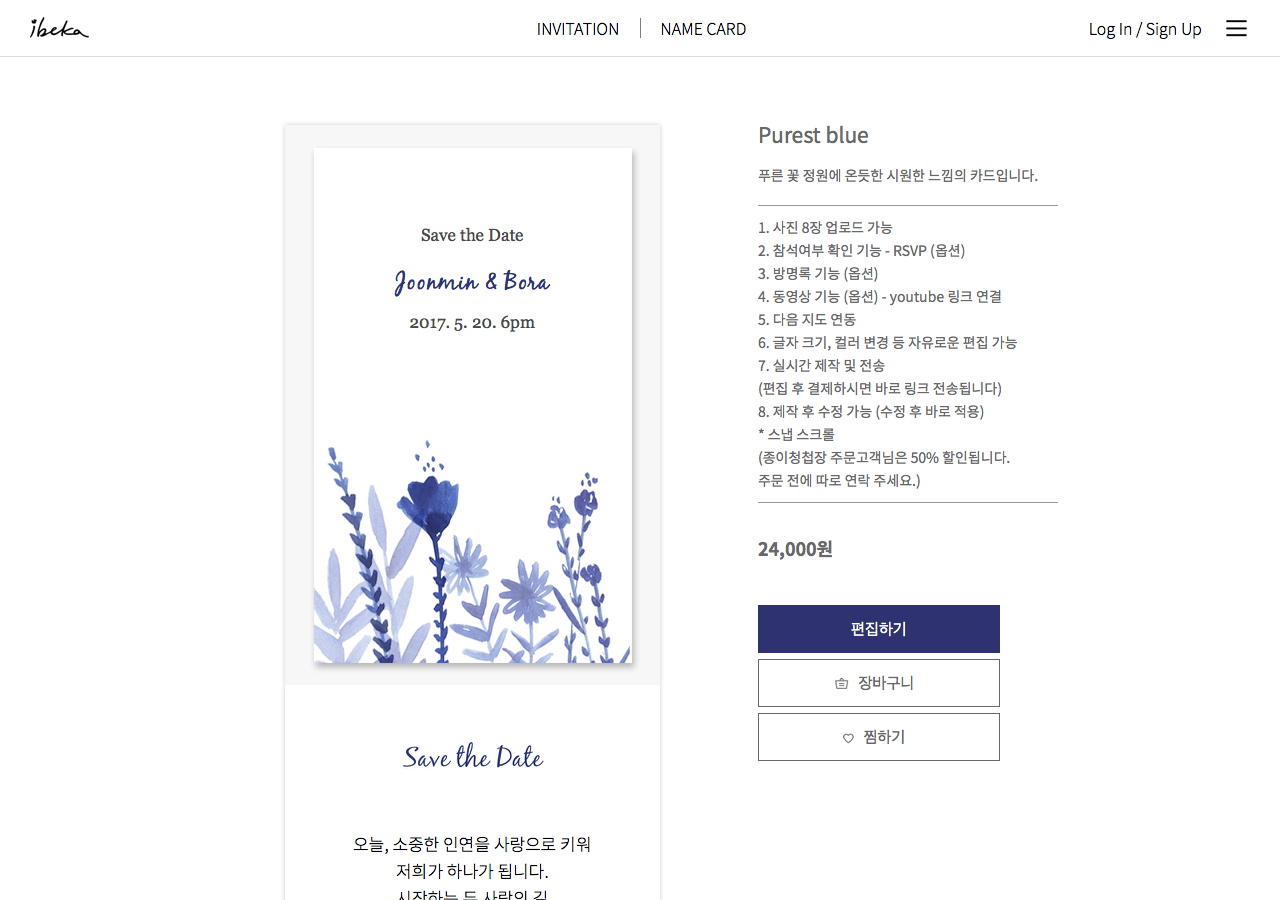 ibeka
INVITATION
NAME CARD
Log In / Sign Up
Save the Date
Joonmin & Bora
2017. 5. 20. 6pm
Save the Date
오늘, 소중한 인연을 사랑으로 키워
저희가 하나가 됩니다.
시작하는 두 사람의 길
Purest blue
푸른 꽃 정원에 온듯한 시원한 느낌의 카드입니다.
1. 사진 8장 업로드 가능
2. 참석여부 확인 기능 - RSVP (옵션)
3. 방명록 기능 (옵션)
4. 동영상 기능 (옵션) - youtube 링크 연결
5. 다음 지도 연동
6. 글자 크기, 컬러 변경 등 자유로운 편집 가능
7. 실시간 제작 및 전송
(편집 후 결제하시면 바로 링크 전송됩니다)
8. 제작 후 수정 가능 (수정 후 바로 적용)
* 스냅 스크롤
(종이청첩장 주문고객님은 50% 할인됩니다.
주문 전에 따로 연락 주세요.)
24,000원
편집하기
장바구니
찜하기